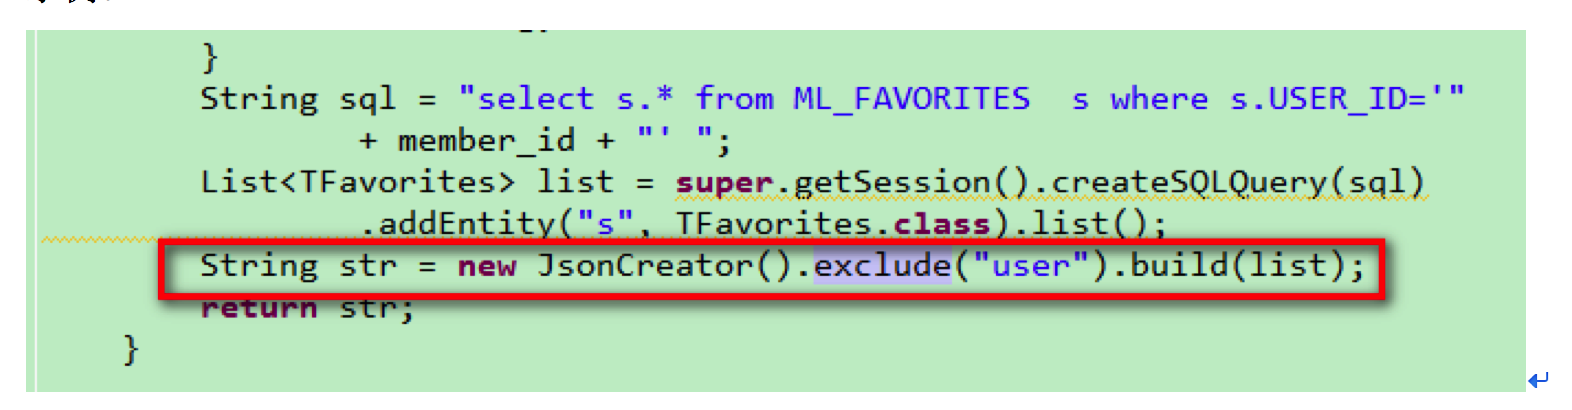 }
String sql = "select s.* from ML_FAVORITES  s where s.USER_ID='"
+ member_id + "' ";
List<TFavorites> list = super.getSession().createSQLQuery(sql)
.addEntity("s", TFavorites.class).list();
String str = new JsonCreator().exclude("user").build(list);
return str;
}